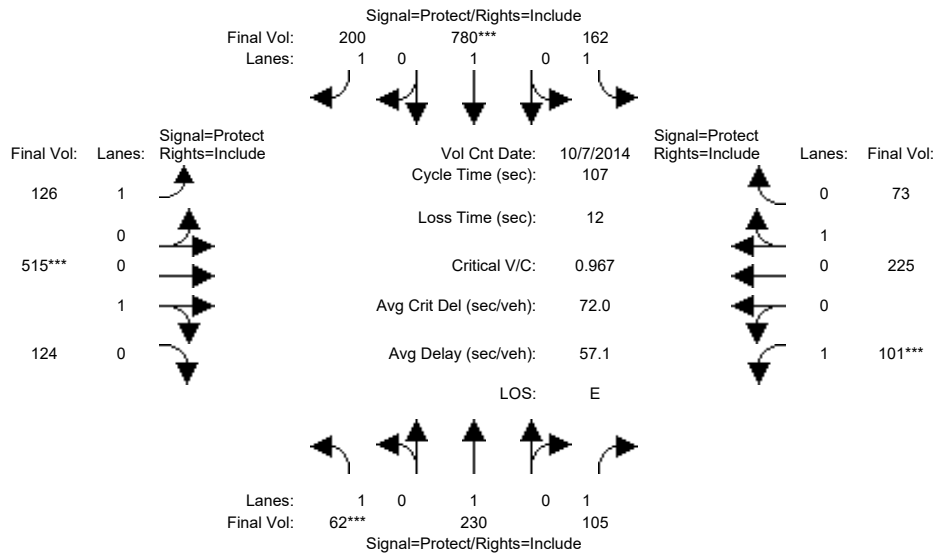 Signal=Protect/Rights=Include
Final Vol: 200 780*** 162
Lanes: 1 0 1 0 1
Signal=Protect
Final Vol: Lanes: Rights=Include
Vol Cnt Date: 10/7/2014
Signal=Protect
Rights=Include Lanes: Final Vol:
Cycle Time (sec): 107
126 1
0 73
Loss Time (sec): 12
0
1
515*** 0
Critical V/C: 0.967
0 225
1
Avg Crit Del (sec/veh): 72.0
0
124 0
Avg Delay (sec/veh): 57.1
1 101***
LOS: E
Lanes: 1 0 1 0 1
Final Vol: 62*** 230 105
Signal=Protect/Rights=Include